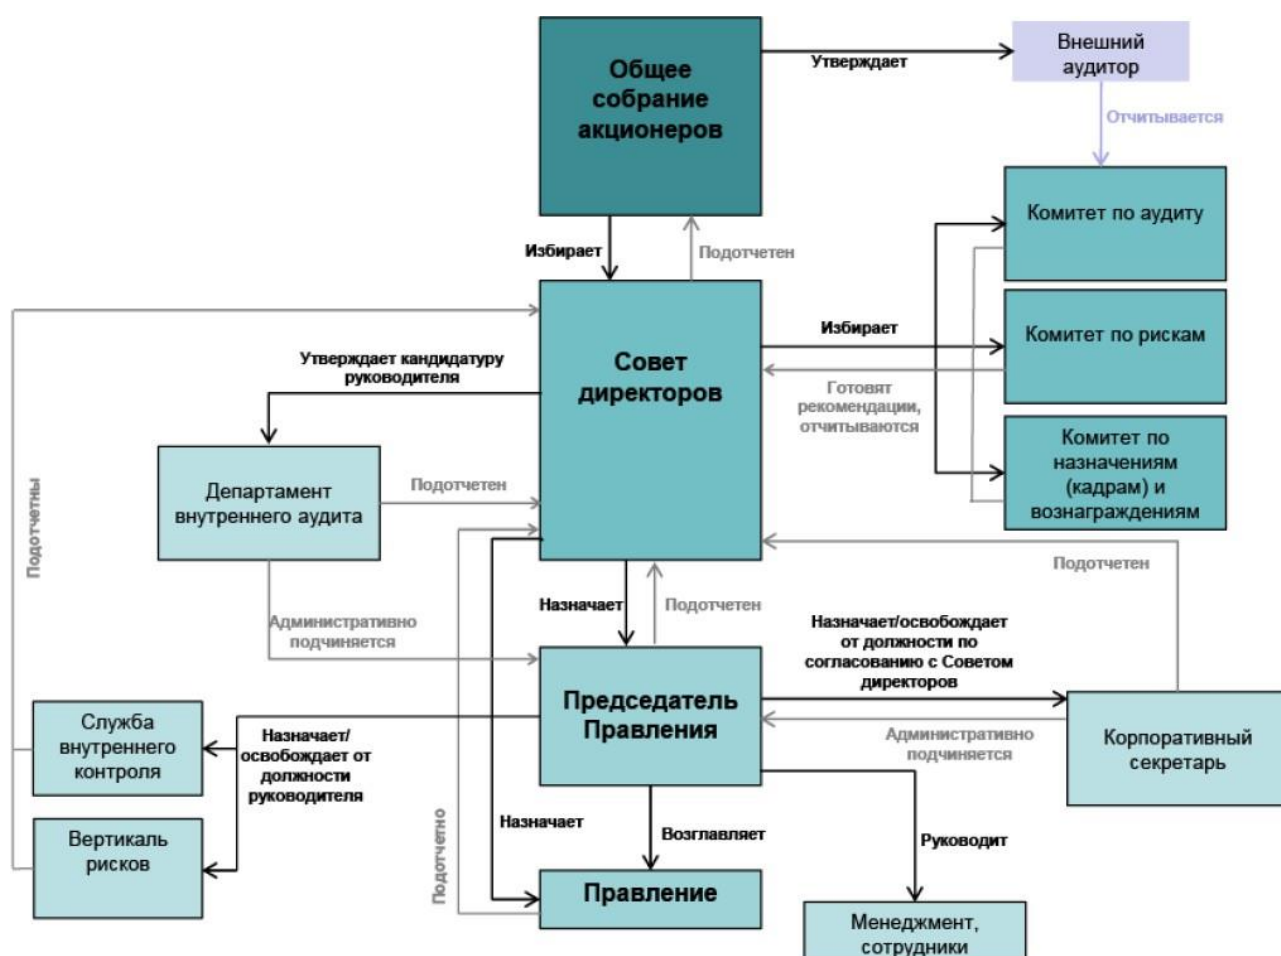 Общее
собрание
акционеров
Утверждает
Внешний
аудитор
Отчитывается
Избирает
Подотчетен
Комитет по аудиту
Совет
директоров
Избирает
Комитет по рискам
Готовят
рекомендации,
отчитываются
Комитет по
назначениям
(кадрам) и
вознаграждениям
Утверждает кандидатуру
руководителя
Департамент
внутреннего аудита
Подотчетен
Подотчетны
Административно
подчиняется
Назначает
Подотчетен
Подотчетен
Назначает/освобождает
от должности по
согласованию с Советом
директоров
Председатель
Правления
Административно
подчиняется
Корпоративный
секретарь
Служба
внутреннего
контроля
Назначает/
освобождает от
должности
руководителя
Вертикаль
рисков
Подотчетно
Назначает
Возглавляет
Руководит
Правление
Менеджмент,
сотрудники